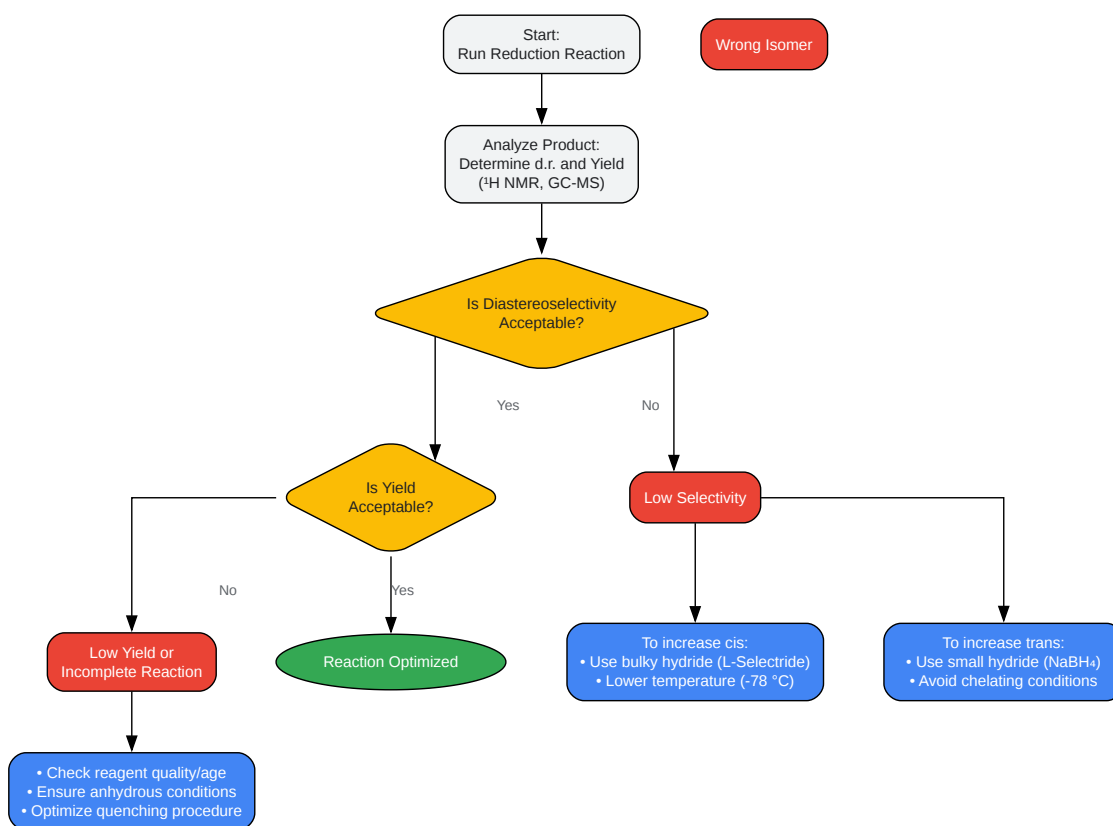 Start:
Run Reduction Reaction
Wrong Isomer
Analyze Product:
Determine d.r. and Yield
(¹H NMR, GC-MS)
Is Diastereoselectivity
Acceptable?
Yes
No
Is Yield
Acceptable?
Low Selectivity
No
Yes
Low Yield or
Incomplete Reaction
Reaction Optimized
To increase cis:
• Use bulky hydride (L-Selectride)
• Lower temperature (-78 °C)
To increase trans:
• Use small hydride (NaBH₄)
• Avoid chelating conditions
• Check reagent quality/age
• Ensure anhydrous conditions
• Optimize quenching procedure